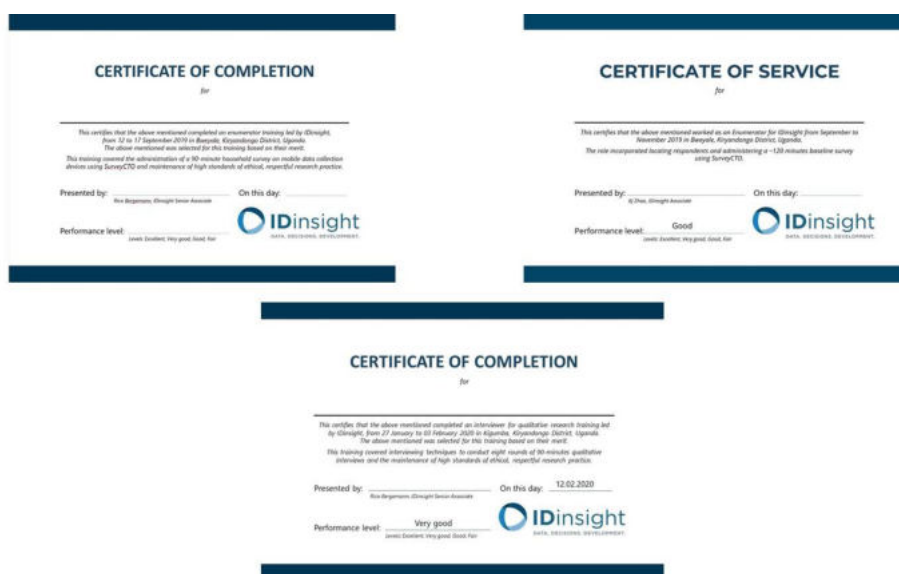 CERTIFICATE OF COMPLETION
for
This certifies that the above mentioned completed an enumerator training led by IDinsight,
from 12 to 17 September 2019 in Bweyale, Kiryandongo District, Uganda.
The above mentioned was selected for this training based on their merit.
This training covered the administration of a 90-minute household survey on mobile data collection
devices using SurveyCTO and maintenance of high standards of ethical, respectful research practice.
Presented by:
On this day:
Rico Bergemann, IDinsight Senior Associate
Performance level:
Levels: Excellent, Very good, Good, Fair
IDinsight
DATA. DECISIONS. DEVELOPMENT.
CERTIFICATE OF SERVICE
for
This certifies that the above mentioned worked as an Enumerator for IDinsight from September to
November 2019 in Bweyale, Kiryandongo District, Uganda.
The role incorporated locating respondents and administering a ~120 minutes baseline survey
using SurveyCTO.
Presented by:
On this day:
Zhao, IDinsight Associate
Performance level: Good
Levels: Excellent, Very good, Good, Fair
IDinsight
DATA. DECISIONS. DEVELOPMENT.
CERTIFICATE OF COMPLETION
for
This certifies that the above mentioned completed an interviewer for qualitative research training led
by IDinsight, from 27 January to 03 February 2020 in Kigumba, Kiryandongo District, Uganda.
The above mentioned was selected for this training based on their merit.
This training covered interviewing techniques to conduct eight rounds of 90-minutes qualitative
interviews and the maintenance of high standards of ethical, respectful research practice.
Presented by:
On this day: 12.02.2020
Rico Bergemann, IDinsight Senior Associate
Performance level: Very good
Levels: Excellent, Very good, Good, Fair
IDinsight
DATA. DECISIONS. DEVELOPMENT.